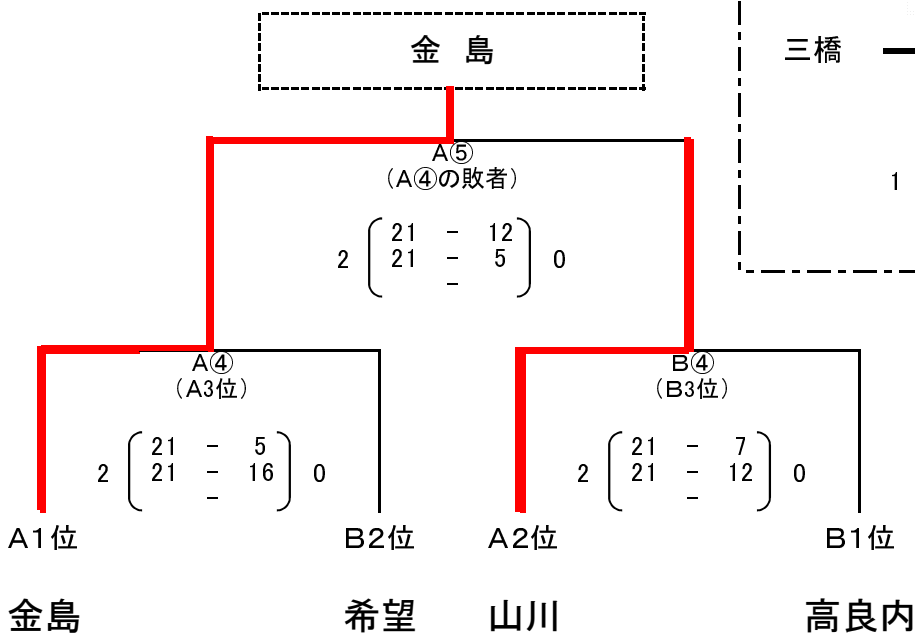 金 島
三橋
A⑤
(A④の敗者)
1
2 21 - 12 0
21 - 5
-
A④
(A3位)
B④
(B3位)
2 21 - 5 0
21 - 16
-
2 21 - 7 0
21 - 12
-
A1位 B2位 A2位 B1位
金島 希望 山川 高良内